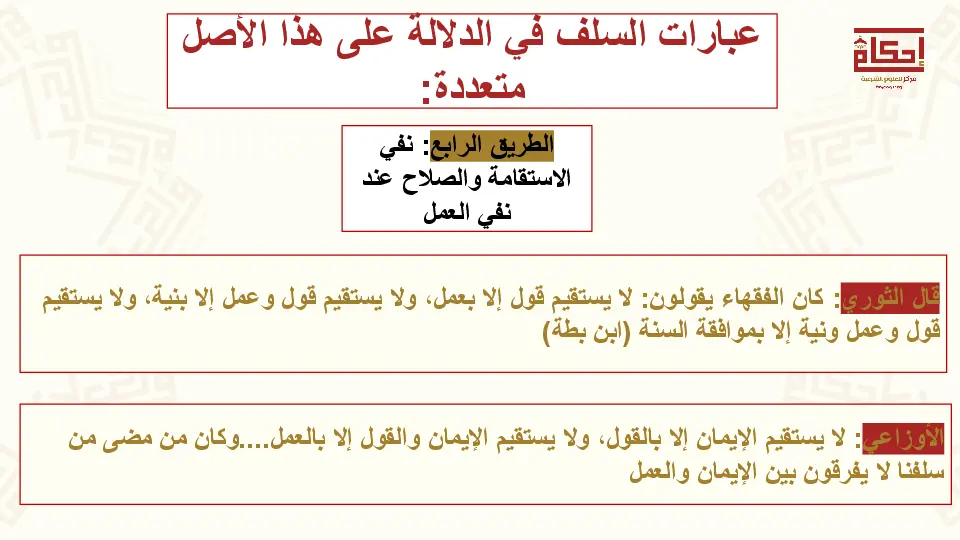 عبارات السلف في الدلالة على هذا الأصل
متعددة:
إحكام
مركز للعلوم الشرعية
الطريق الرابع: نفي
الاستقامة والصلاح عند
نفي العمل
قال الثوري: كان الفقهاء يقولون: لا يستقيم قول إلا بعمل، ولا يستقيم قول وعمل إلا بنية، ولا يستقيم
قول وعمل ونية إلا بموافقة السنة (ابن بطة)
الأوزاعي: لا يستقيم الإيمان إلا بالقول، ولا يستقيم الإيمان والقول إلا بالعمل....وكان من مضى من
سلفنا لا يفرقون بين الإيمان والعمل